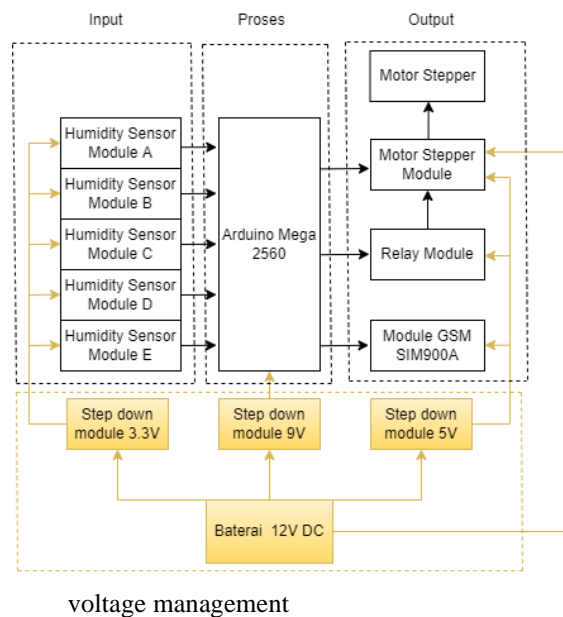 Input
Proses
Output
Humidity Sensor
Module A
Humidity Sensor
Module B
Humidity Sensor
Module C
Humidity Sensor
Module D
Humidity Sensor
Module E
Arduino Mega
2560
Motor Stepper
Motor Stepper
Module
Relay Module
Module GSM
SIM900A
Step down
module 3.3V
Step down
module 9V
Step down
module 5V
Baterai 12V DC
voltage management